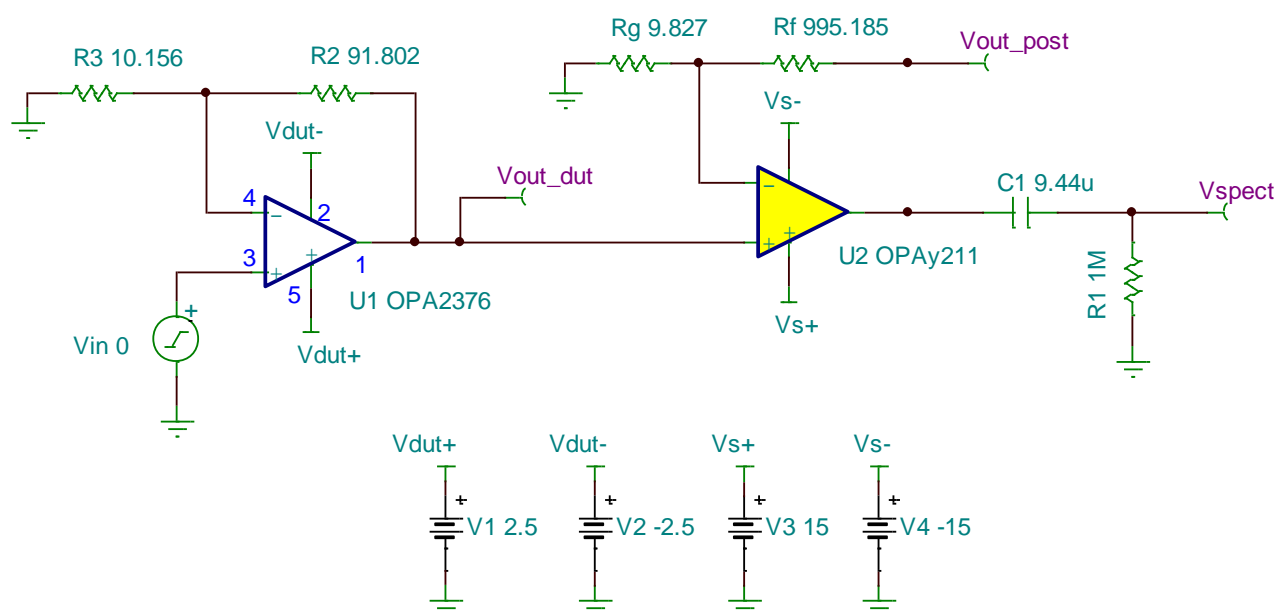 R3 10.156
R2 91.802
Rg 9.827
Rf 995.185
Vout_post
Vdut-
Vs-
Vout_dut
C1 9.44u
Vspect
4
2
3
1
5
U1 OPA2376
U2 OPAy211
R1 1M
Vin 0
Vdut+
Vs+
Vdut+
Vdut-
Vs+
Vs-
V1 2.5
V2 -2.5
V3 15
V4 -15